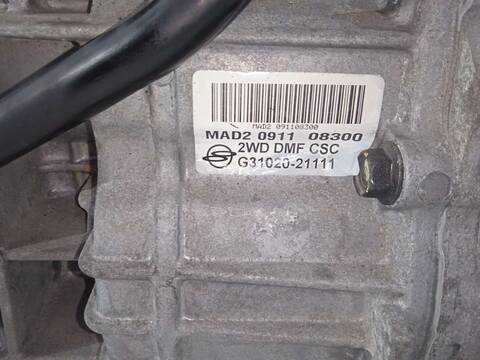 MAD2 091108300
MAD2 0911 08300
2WD DMF CSC
G31020-21111